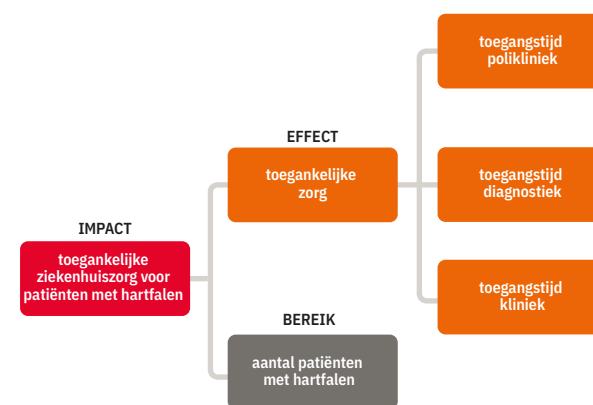 IMPACT
toegankelijke
ziekenhuiszorg voor
patiënten met hartfalen
EFFECT
toegankelijke
zorg
BEREIK
aantal patiënten
met hartfalen
toegangstijd
polikliniek
toegangstijd
diagnostiek
toegangstijd
kliniek